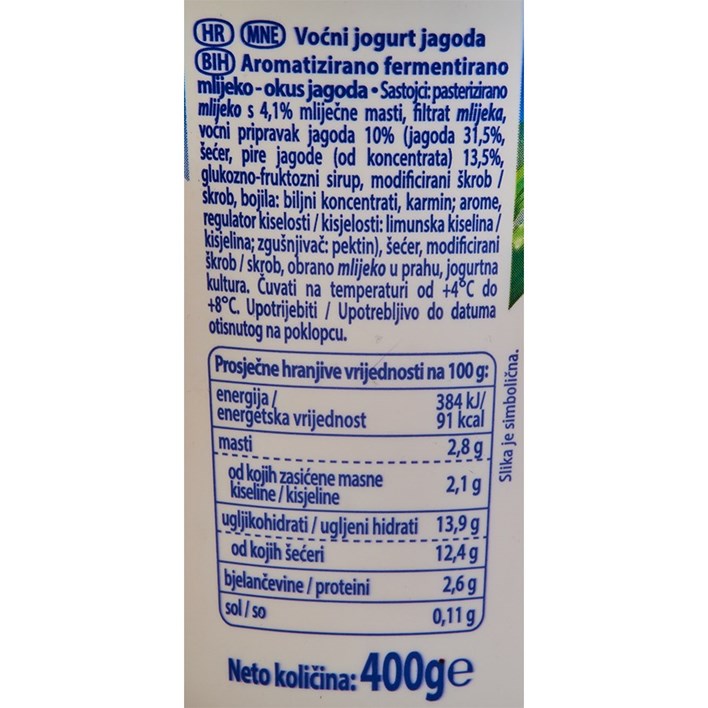 HR MNE Voćni jogurt jagoda
BIH Aromatizirano fermentirano
mlijeko - okus jagoda • Sastojci: pasterizirano
mlijeko s 4,1% mliječne masti, filtrat mlijeka,
voćni pripravak jagoda 10% (jagoda 31,5%,
šećer, pire jagode (od koncentrata) 13,5%,
glukozno-fruktozni sirup, modificirani škrob /
skrob, bojila: biljni koncentrati, karmin; arome,
regulator kiselosti / kisjelosti: limunska kiselina /
kisjelina; zgušnjivač: pektin), šećer, modificirani
škrob / skrob, obrano mlijeko u prahu, jogurtna
kultura. Čuvati na temperaturi od +4°C do
+8°C. Upotrijebiti / Upotrebljivo do datuma
otisnutog na poklopcu.
Prosječne hranjive vrijednosti na 100 g:
energija / 384 kJ/
energetska vrijednost 91 kcal
masti 2,8 g
od kojih zasićene masne
kiseline / kisjeline 2,1 g
ugljikohidrati / ugljeni hidrati 13,9 g
od kojih šećeri 12,4 g
bjelančevine / proteini 2,6 g
sol / so 0,11 g
Slika je simbolična.
Neto količina: 400g e